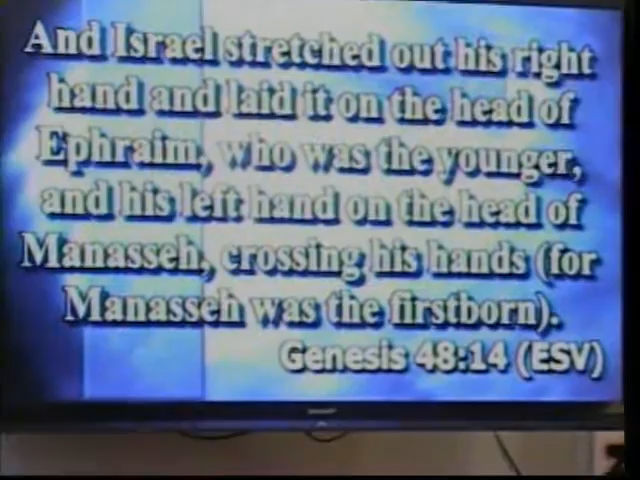 And Israel stretched out his right
hand and laid it on the head of
Ephraim, who was the younger,
and his left hand on the head of
Manasseh, crossing his hands (for
Manasseh was the firstborn).
Genesis 48:14 (ESV)